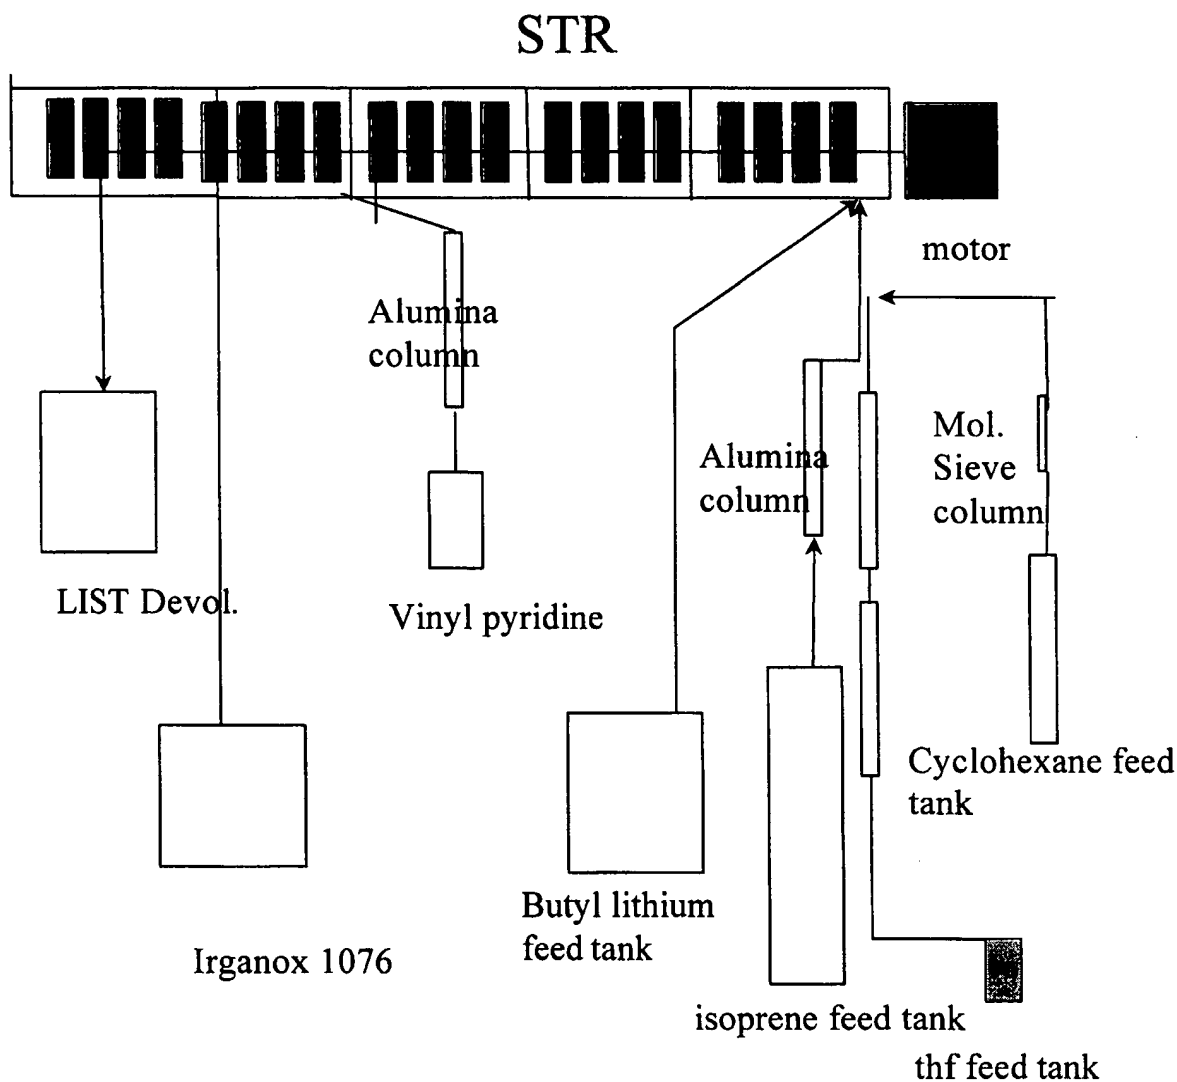 STR
motor
Alumina
column
Mol.
Sieve
column
Alumina
column
LIST Devol.
Vinyl pyridine
Cyclohexane feed
tank
Butyl lithium
feed tank
Irganox 1076
isoprene feed tank
thf feed tank